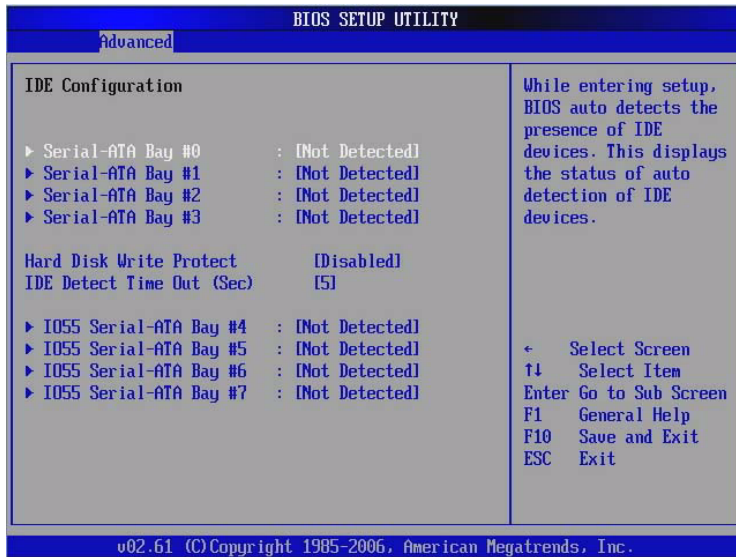 BIOS SETUP UTILITY
Advanced
IDE Configuration
▶ Serial-ATA Bay #0 : [Not Detected]
▶ Serial-ATA Bay #1 : [Not Detected]
▶ Serial-ATA Bay #2 : [Not Detected]
▶ Serial-ATA Bay #3 : [Not Detected]
Hard Disk Write Protect [Disabled]
IDE Detect Time Out (Sec) [5]
▶ IO55 Serial-ATA Bay #4 : [Not Detected]
▶ IO55 Serial-ATA Bay #5 : [Not Detected]
▶ IO55 Serial-ATA Bay #6 : [Not Detected]
▶ IO55 Serial-ATA Bay #7 : [Not Detected]
While entering setup,
BIOS auto detects the
presence of IDE
devices. This displays
the status of auto
detection of IDE
devices.
← Select Screen
↑↓ Select Item
Enter Go to Sub Screen
F1 General Help
F10 Save and Exit
ESC Exit
v02.61 (C)Copyright 1985-2006, American Megatrends, Inc.